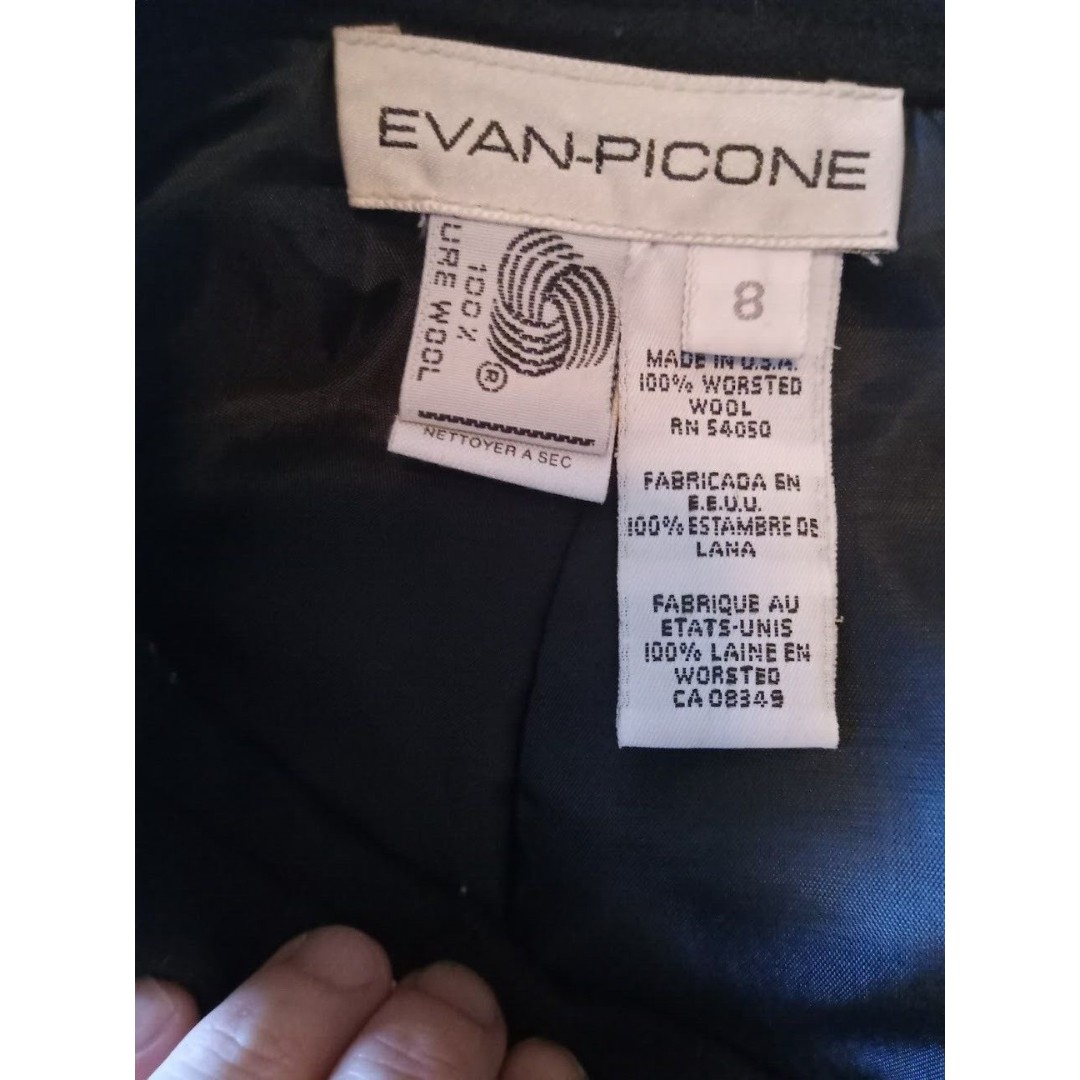 EVAN-PICONE
100%
URE WOOL
®
NETTOYER A SEC
8
MADE IN U.S.A.
100% WORSTED
WOOL
RN 54050
FABRICADA EN
E.E.U.U.
100% ESTAMBRE DE
LANA
FABRIQUE AU
ETATS-UNIS
100% LAINE EN
WORSTED
CA 08349